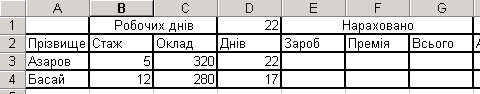 A B C D E F G
1 Робочих днів 22 Нараховано
2 Прізвище Стаж Оклад Днів Зароб Премія Всього
3 Азаров 5 320 22
4 Басай 12 280 17